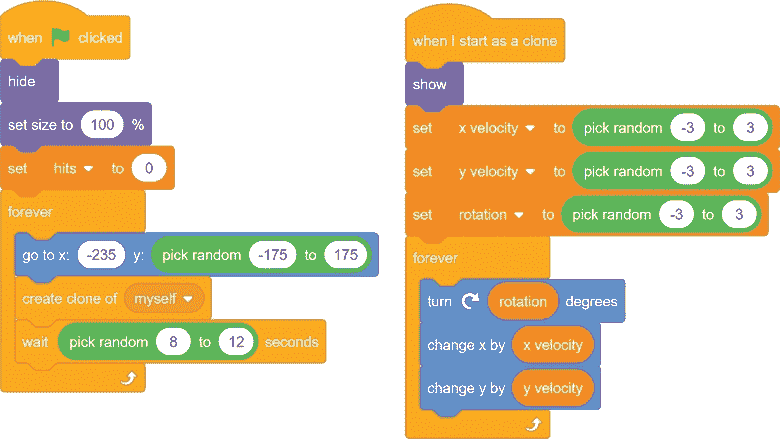 when clicked
hide
set size to 100 %
set hits to 0
forever
go to x: -235 y: pick random -175 to 175
create clone of myself
wait pick random 8 to 12 seconds
when I start as a clone
show
set x velocity to pick random -3 to 3
set y velocity to pick random -3 to 3
set rotation to pick random -3 to 3
forever
turn rotation degrees
change x by x velocity
change y by y velocity